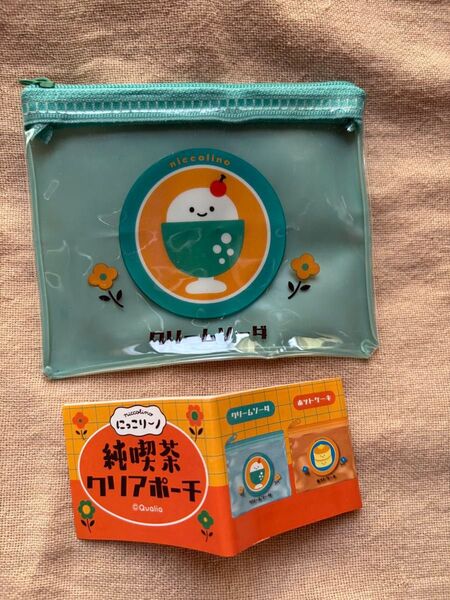 niccolino
クリームソーダ
niccolino
にっこりーノ
純喫茶
クリアポーチ
©Qualia
クリームソーダ
ホットケーキ